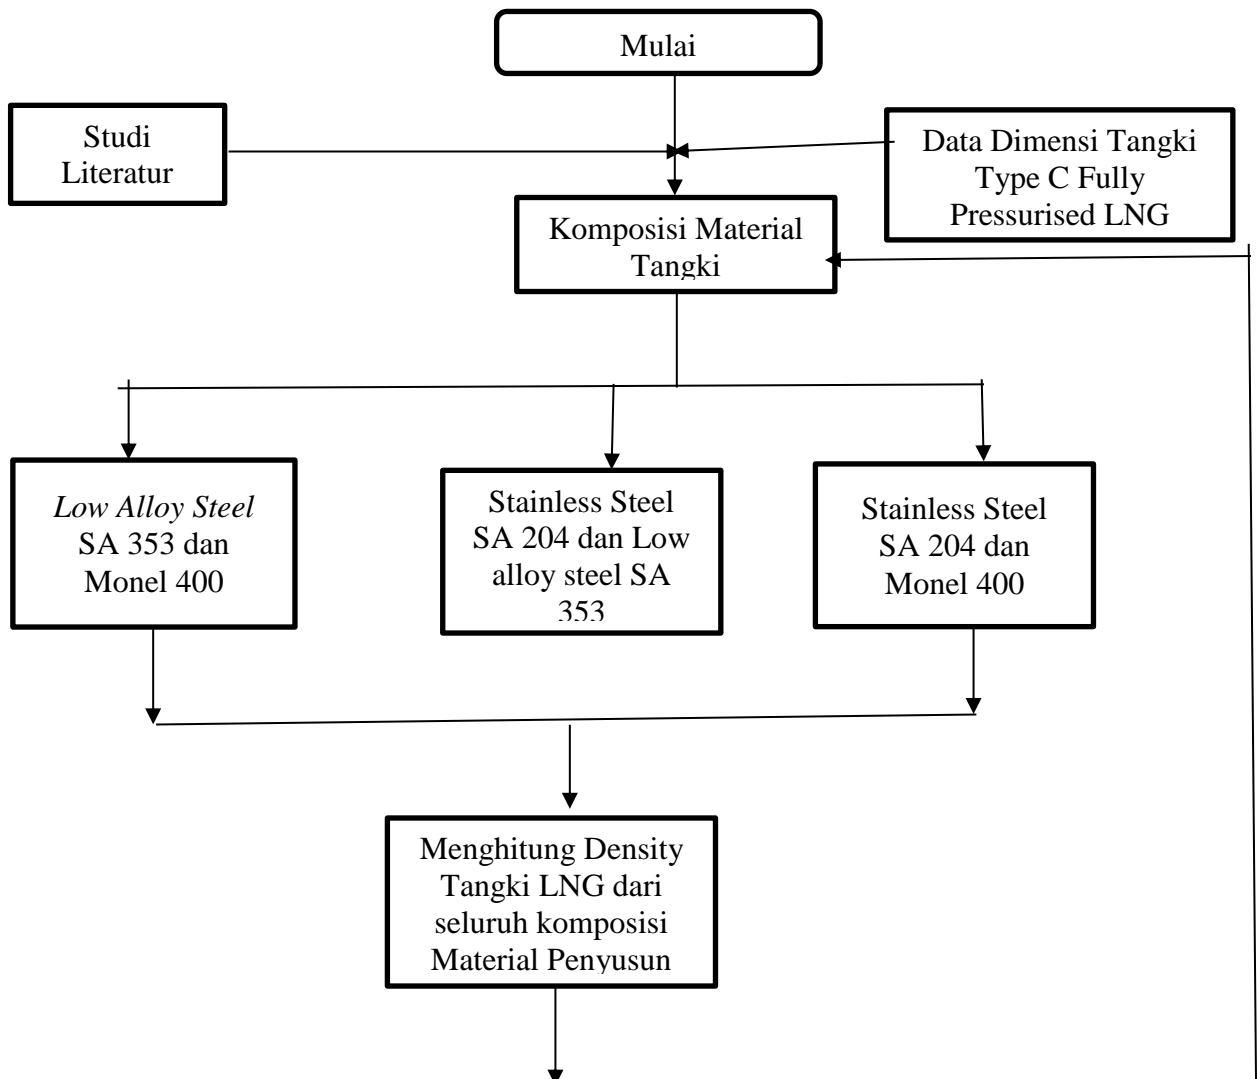 Mulai
Studi
Literatur
Data Dimensi Tangki
Type C Fully
Pressurised LNG
Komposisi Material
Tangki
Low Alloy Steel
SA 353 dan
Monel 400
Stainless Steel
SA 204 dan Low
alloy steel SA
353
Stainless Steel
SA 204 dan
Monel 400
Menghitung Density
Tangki LNG dari
seluruh komposisi
Material Penyusun